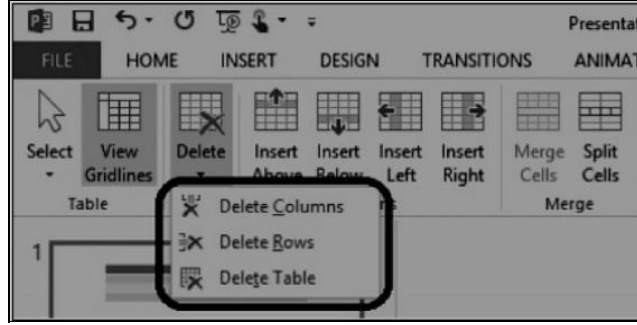 Presentat
FILE HOME INSERT DESIGN TRANSITIONS ANIMAT
Select View Gridlines Delete Insert Above Insert Below Insert Left Insert Right Merge Cells Split Cells
Table Merge
Delete Columns
Delete Rows
Delete Table
1